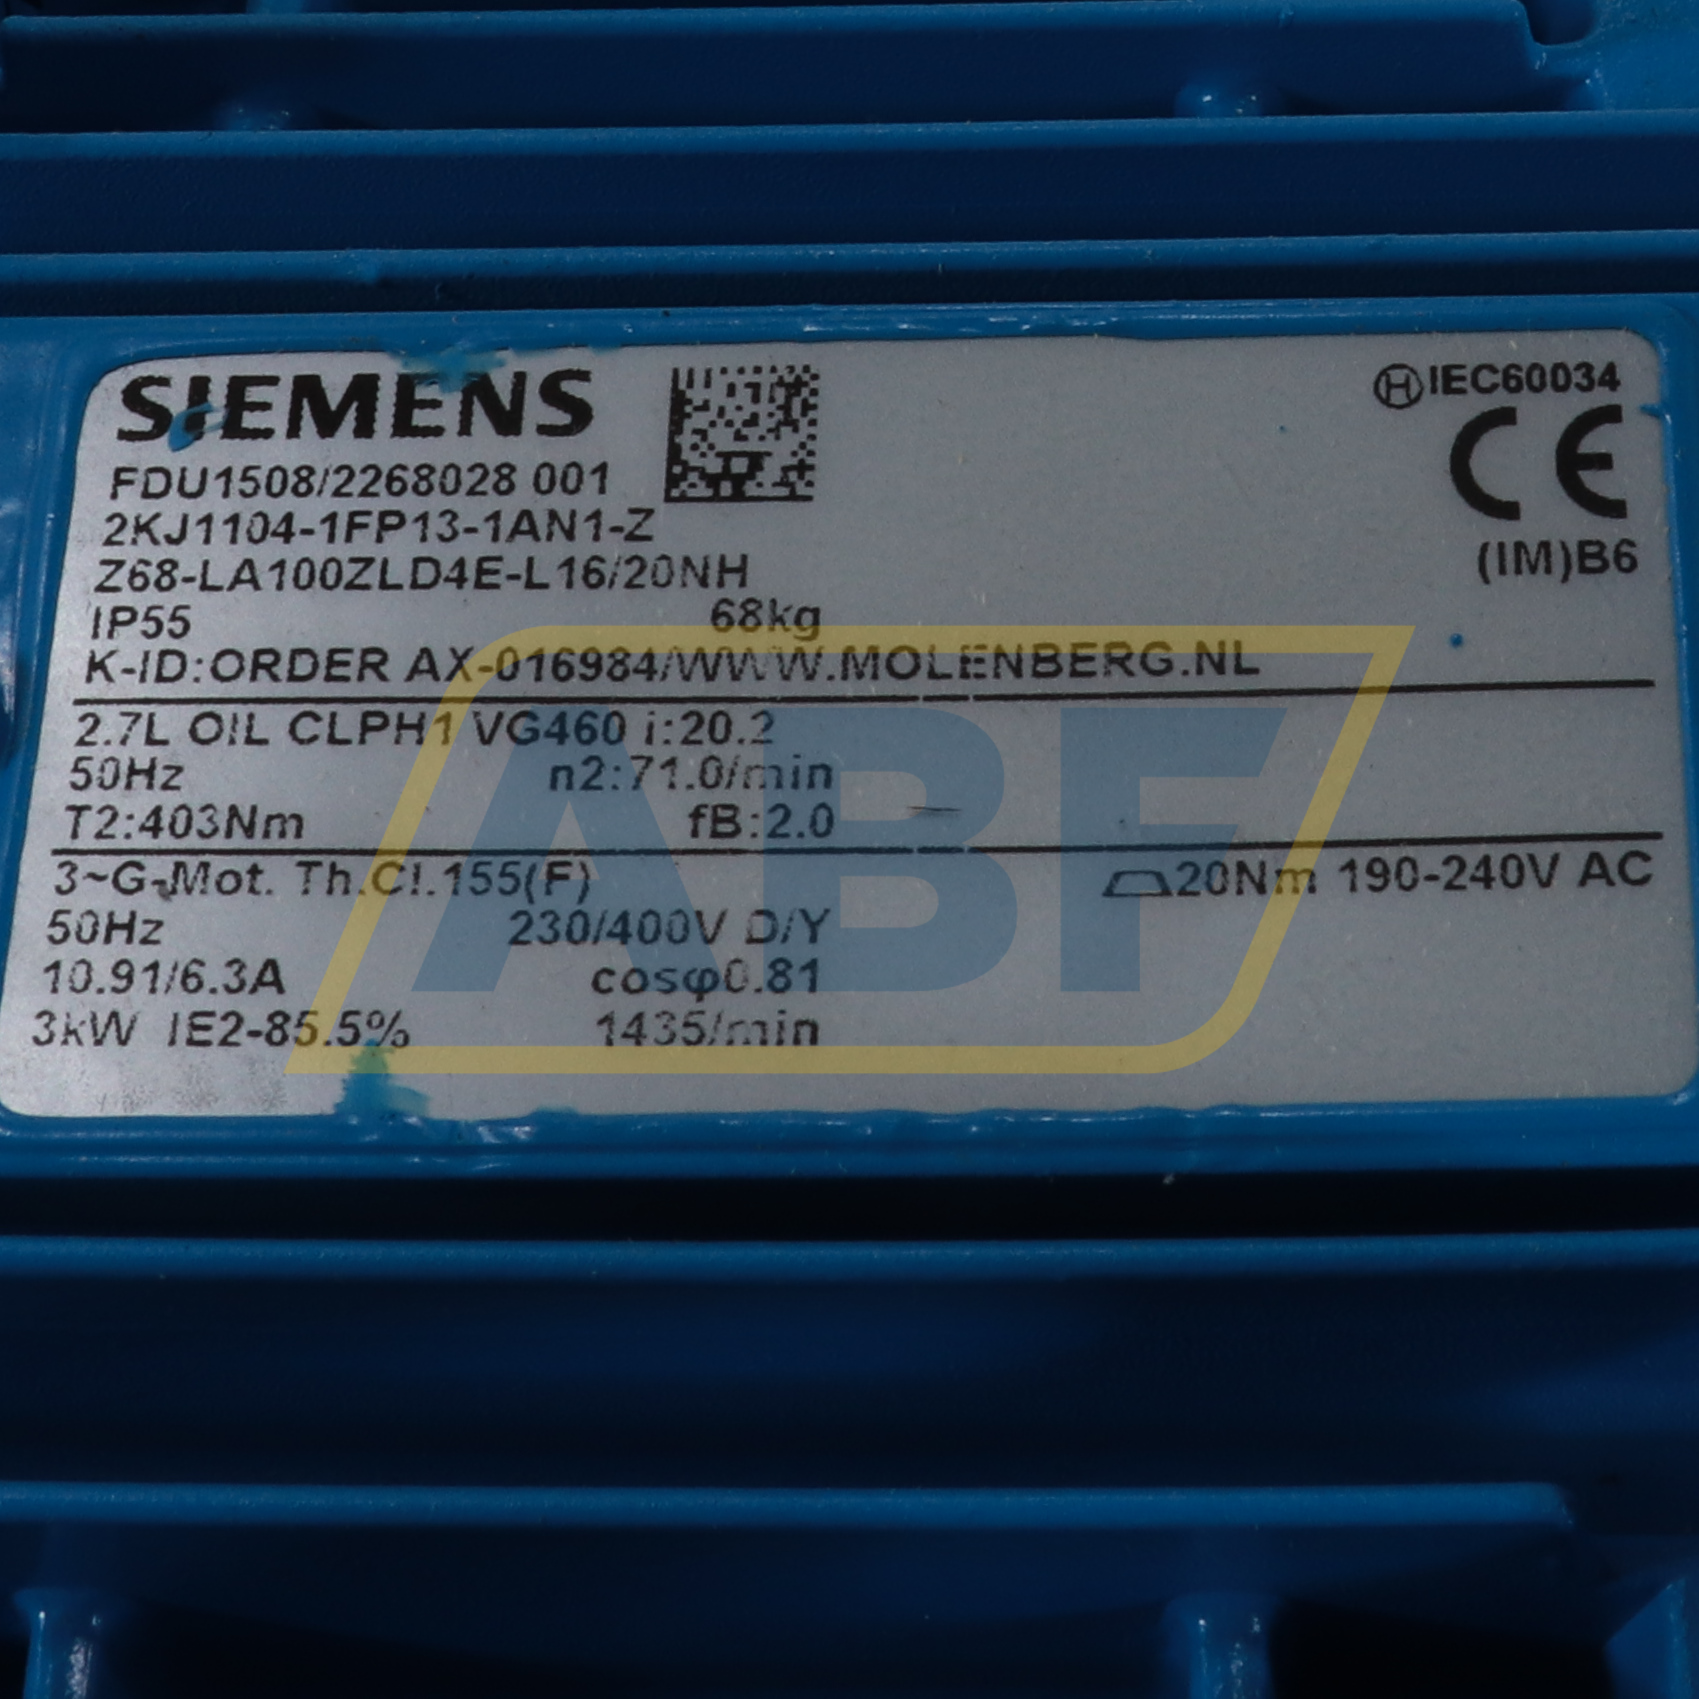 SIEMENS
IEC60034
CE
FDU1508/2268028 001
2KJ1104-1FP13-1AN1-Z
(IM)B6
Z68-LA100ZLD4E-L16/20NH
IP55 68kg
K-ID:ORDER AX-016984/WWW.MOLENBERG.NL
2.7L OIL CLPH1 VG460 i:20.2
50Hz n2:71.0/min
T2:403Nm fB:2.0
3~G-Mot. Th.Cl.155(F) 20Nm 190-240V AC
50Hz 230/400V D/Y
10.91/6.3A cosφ0.81
3kW IE2-85.5% 1435/min
ABF